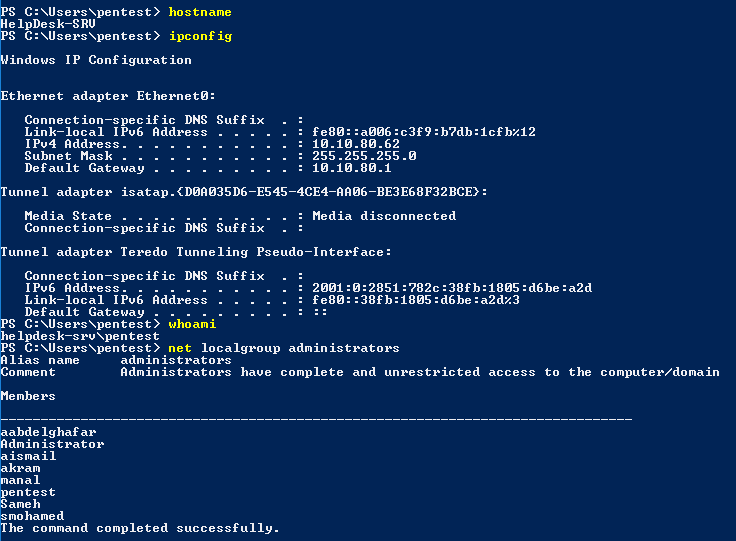 PS C:\Users\pentest> hostname
HelpDesk-SRV
PS C:\Users\pentest> ipconfig
Windows IP Configuration
Ethernet adapter Ethernet0:
   Connection-specific DNS Suffix  . :
   Link-local IPv6 Address . . . . . : fe80::a006:c3f9:b7db:1cfb%12
   IPv4 Address. . . . . . . . . . . : 10.10.80.62
   Subnet Mask . . . . . . . . . . . : 255.255.255.0
   Default Gateway . . . . . . . . . : 10.10.80.1
Tunnel adapter isatap.{D0A035D6-E545-4CE4-AA06-BE3E68F32BCE}:
   Media State . . . . . . . . . . . : Media disconnected
   Connection-specific DNS Suffix  . :
Tunnel adapter Teredo Tunneling Pseudo-Interface:
   Connection-specific DNS Suffix  . :
   IPv6 Address. . . . . . . . . . . : 2001:0:2851:782c:38fb:1805:d6be:a2d
   Link-local IPv6 Address . . . . . : fe80::38fb:1805:d6be:a2d%3
   Default Gateway . . . . . . . . . : ::
PS C:\Users\pentest> whoami
helpdesk-srv\pentest
PS C:\Users\pentest> net localgroup administrators
Alias name     administrators
Comment        Administrators have complete and unrestricted access to the computer/domain
Members
-------------------------------------------------------------------------------
aabdelghafar
Administrator
aismail
akram
manal
pentest
Sameh
smohamed
The command completed successfully.